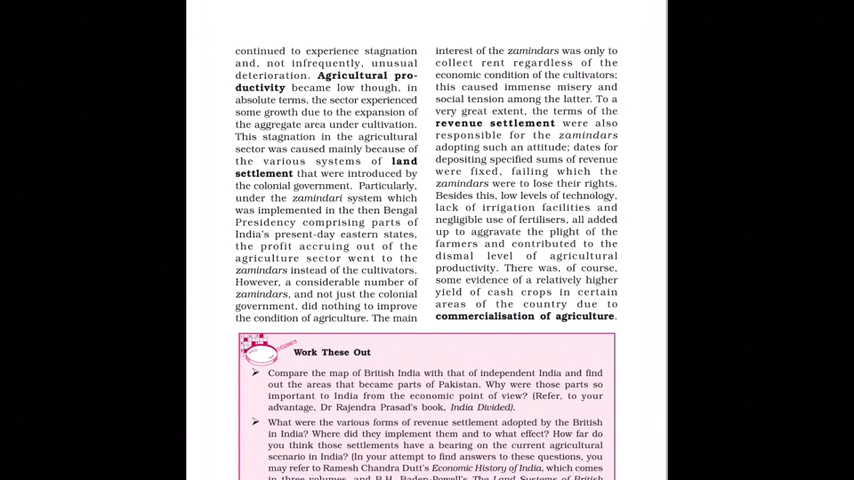 continued to experience stagnation
and, not infrequently, unusual
deterioration. Agricultural pro-
ductivity became low though, in
absolute terms, the sector experienced
some growth due to the expansion of
the aggregate area under cultivation.
This stagnation in the agricultural
sector was caused mainly because of
the various systems of land
settlement that were introduced by
the colonial government. Particularly,
under the zamindari system which
was implemented in the then Bengal
Presidency comprising parts of
India's present-day eastern states,
the profit accruing out of the
agriculture sector went to the
zamindars instead of the cultivators.
However, a considerable number of
zamindars, and not just the colonial
government, did nothing to improve
the condition of agriculture. The main
interest of the zamindars was only to
collect rent regardless of the
economic condition of the cultivators;
this caused immense misery and
social tension among the latter. To a
very great extent, the terms of the
revenue settlement were also
responsible for the zamindars
adopting such an attitude; dates for
depositing specified sums of revenue
were fixed, failing which the
zamindars were to lose their rights.
Besides this, low levels of technology,
lack of irrigation facilities and
negligible use of fertilisers, all added
up to aggravate the plight of the
farmers and contributed to the
dismal level of agricultural
productivity. There was, of course,
some evidence of a relatively higher
yield of cash crops in certain
areas of the country due to
commercialisation of agriculture.
Work These Out
➢ Compare the map of British India with that of independent India and find
out the areas that became parts of Pakistan. Why were those parts so
important to India from the economic point of view? (Refer, to your
advantage, Dr Rajendra Prasad's book, India Divided).
➢ What were the various forms of revenue settlement adopted by the British
in India? Where did they implement them and to what effect? How far do
you think those settlements have a bearing on the current agricultural
scenario in India? (In your attempt to find answers to these questions, you
may refer to Ramesh Chandra Dutt's Economic History of India, which comes
in three volumes, and B.H. Baden-Powell's The Land Systems of British